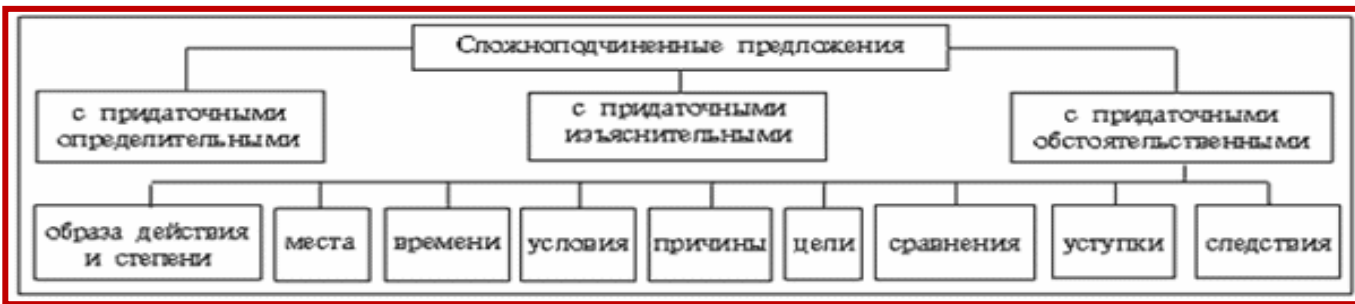 Сложноподчиненные предложения
с придаточными
определительными
с придаточными
изъяснительными
с придаточными
обстоятельственными
образа действия
и степени
места
времени
условия
причины
цели
сравнения
уступки
следствия